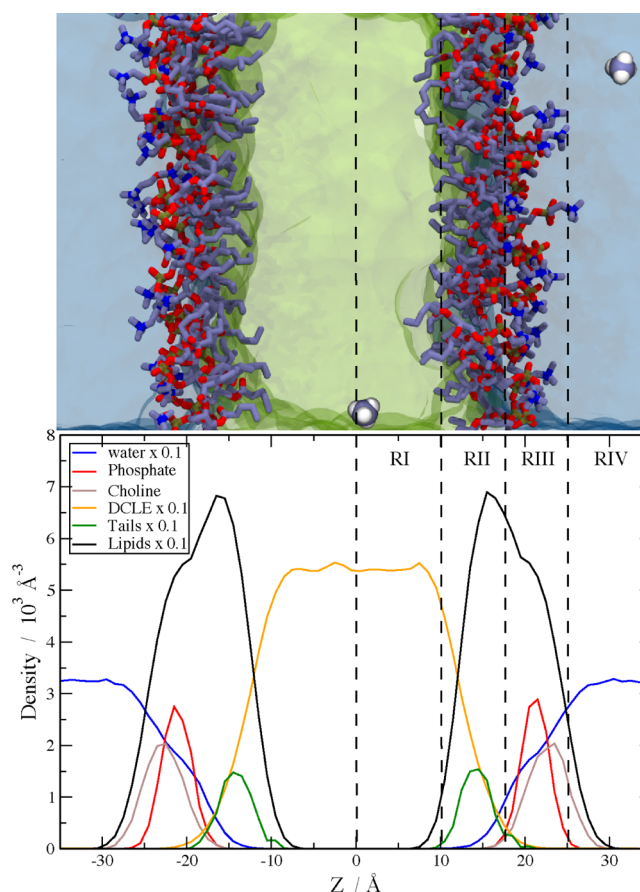 water x 0.1
Phosphate
Choline
DCLE x 0.1
Tails x 0.1
Lipids x 0.1
RI RII RIII RIV
Density / 10³ Å⁻³
8
7
6
5
4
3
2
1
0
-30 -20 -10 0 10 20 30
Z / Å